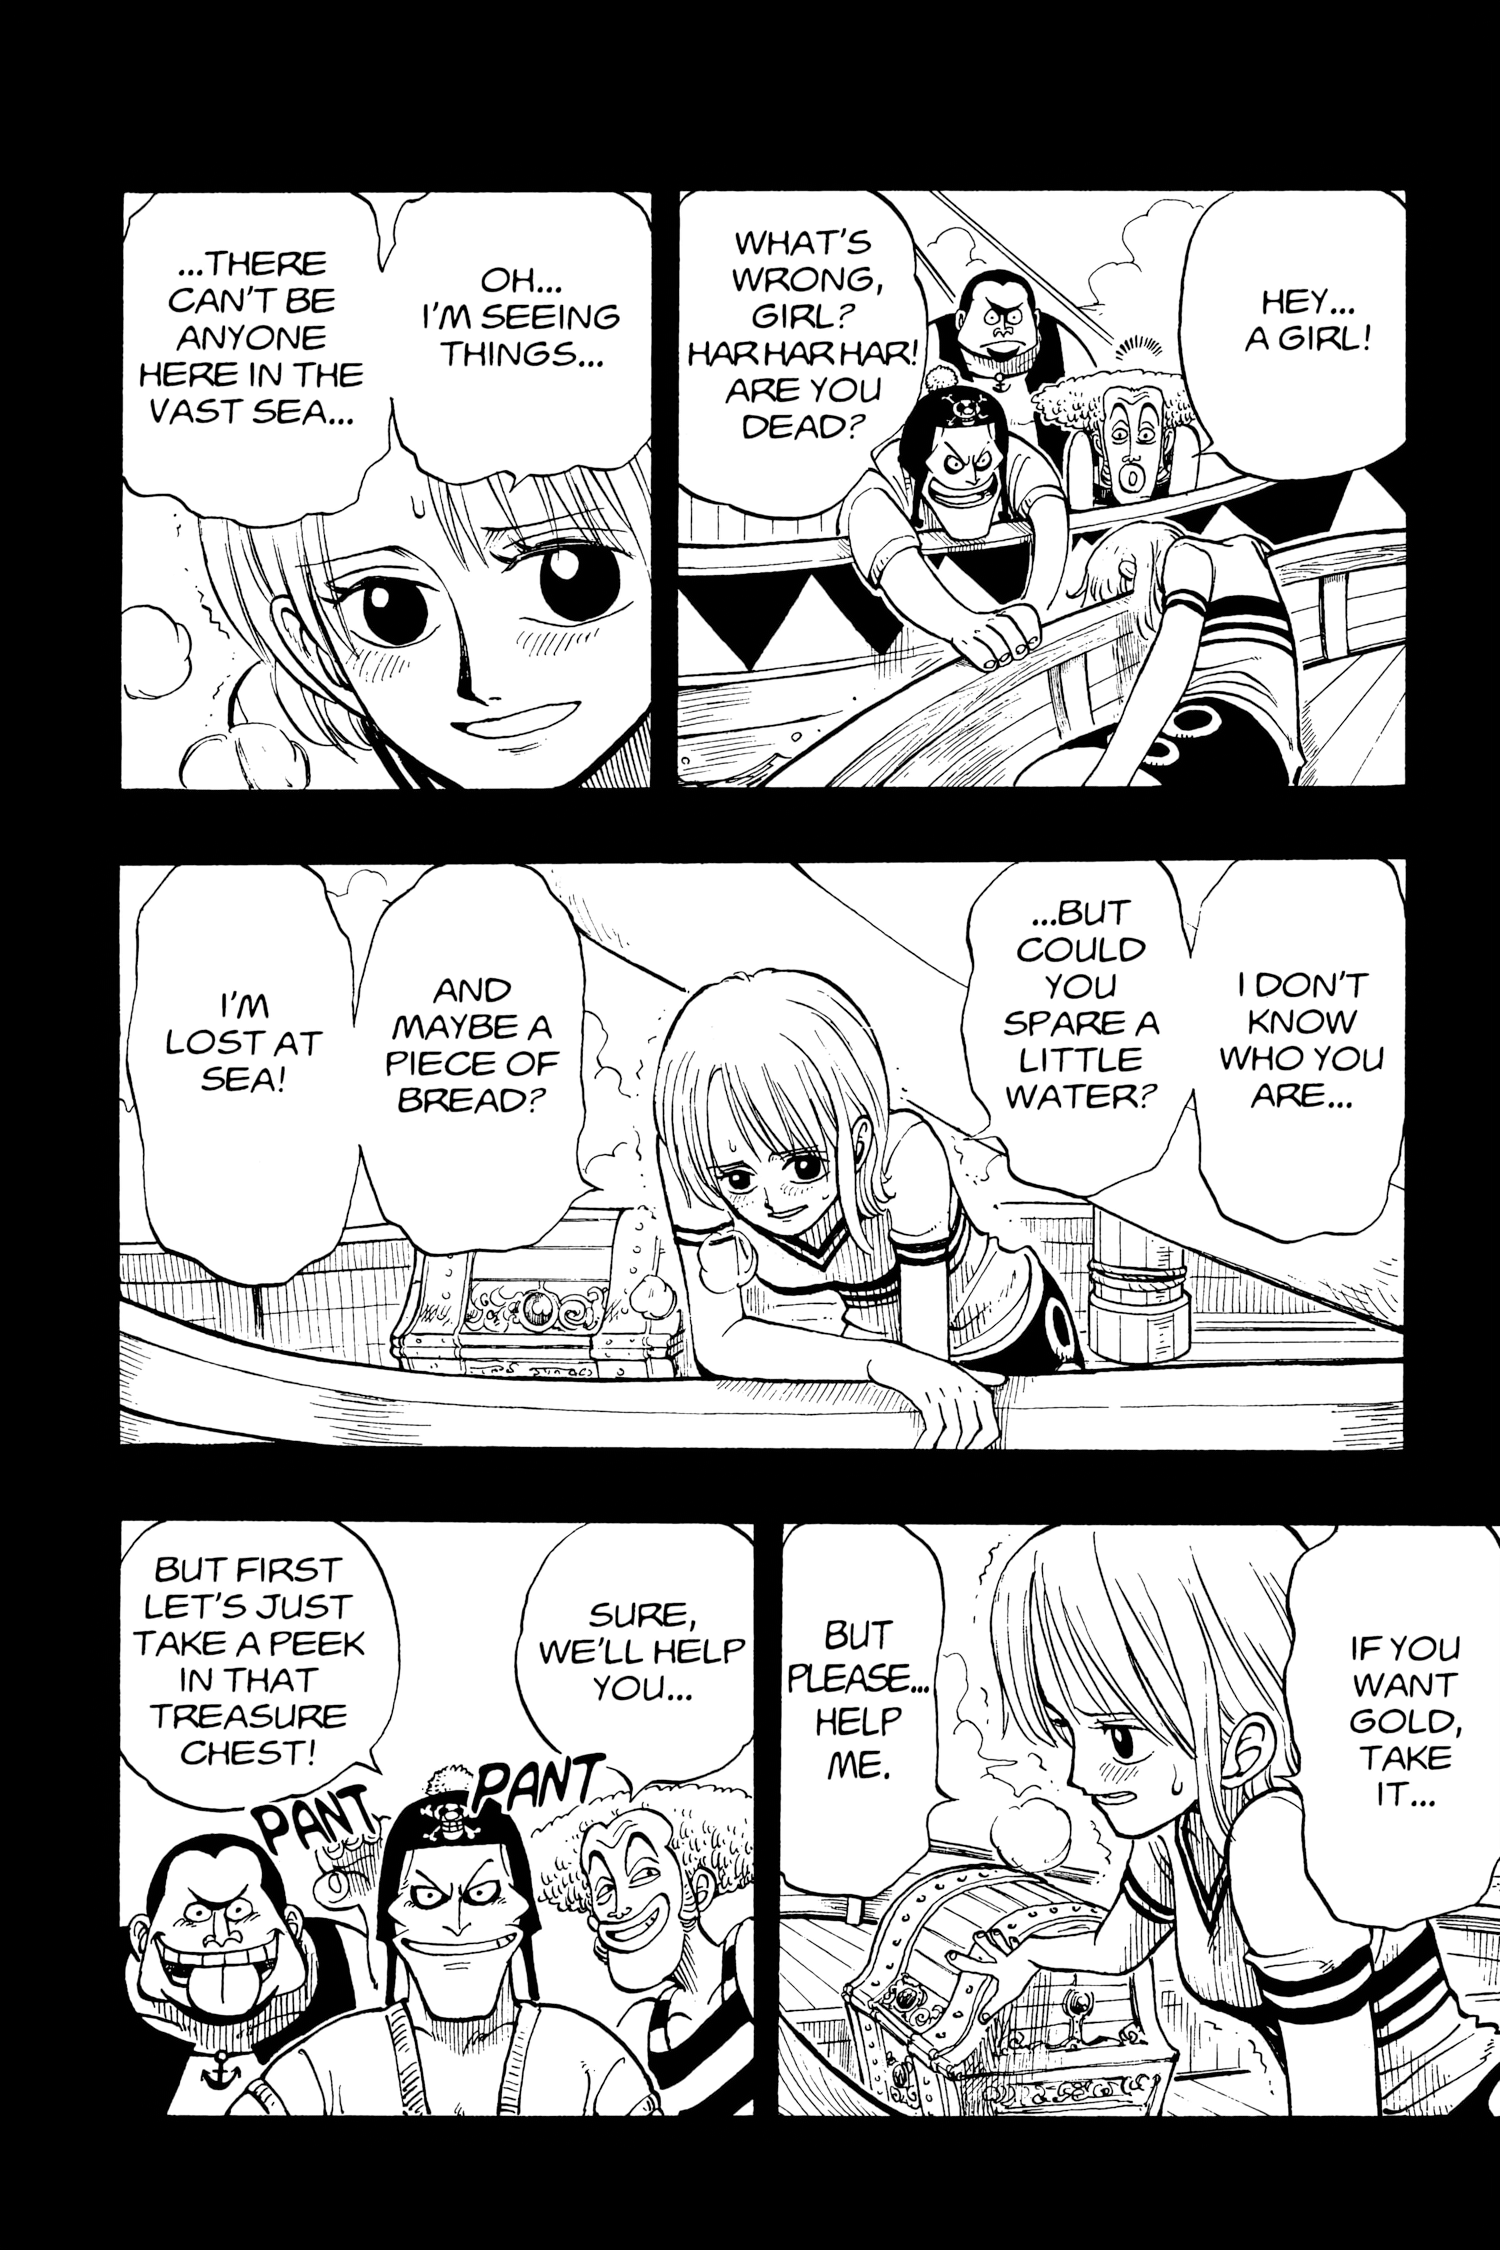 HEY...
A GIRL!
WHAT'S
WRONG,
GIRL?
HAR HAR HAR!
ARE YOU
DEAD?
OH...
I'M SEEING
THINGS...
...THERE
CAN'T BE
ANYONE
HERE IN THE
VAST SEA...
I DON'T
KNOW
WHO YOU
ARE...
...BUT
COULD
YOU
SPARE A
LITTLE
WATER?
AND
MAYBE A
PIECE OF
BREAD?
I'M
LOST AT
SEA!
IF YOU
WANT
GOLD,
TAKE
IT...
BUT
PLEASE...
HELP
ME.
SURE,
WE'LL HELP
YOU...
BUT FIRST
LET'S JUST
TAKE A PEEK
IN THAT
TREASURE
CHEST!
PANT
PANT